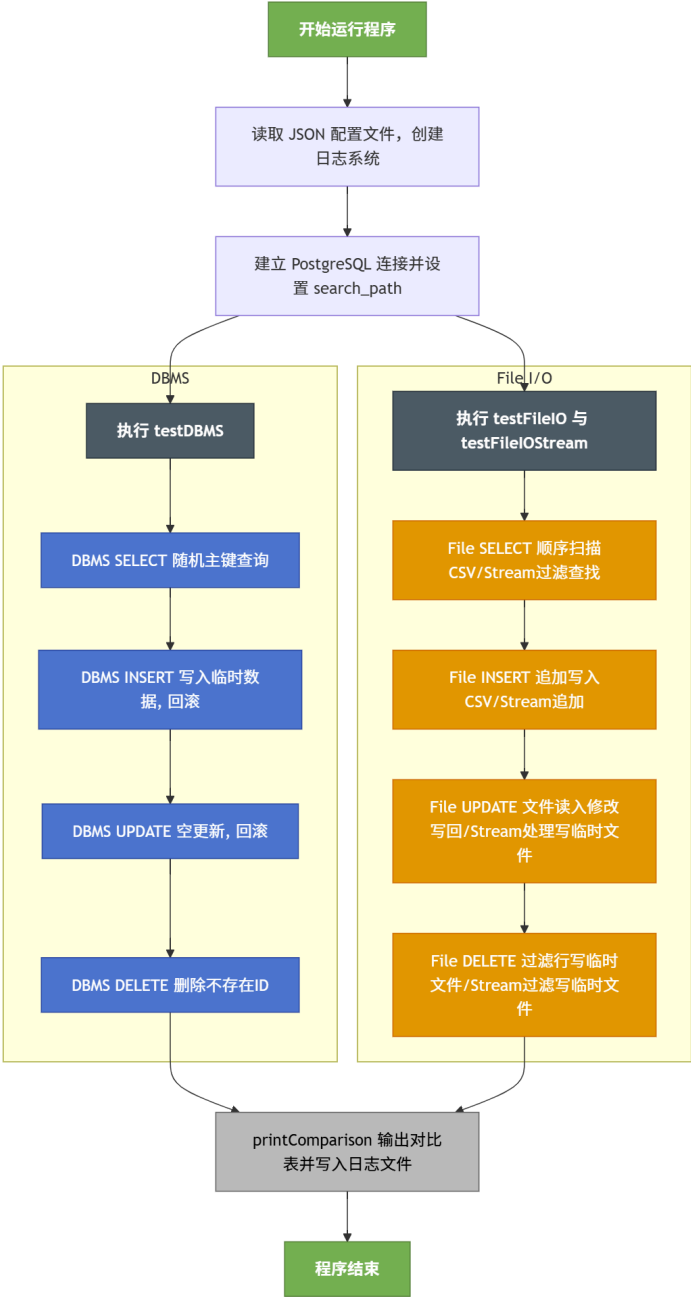 开始运行程序
读取 JSON 配置文件，创建
日志系统
建立 PostgreSQL 连接并设
置 search_path
DBMS
执行 testDBMS
DBMS SELECT 随机主键查询
DBMS INSERT 写入临时数
据, 回滚
DBMS UPDATE 空更新, 回滚
DBMS DELETE 删除不存在ID
File I/O
执行 testFileIO 与
testFileIOStream
File SELECT 顺序扫描
CSV/Stream过滤查找
File INSERT 追加写入
CSV/Stream追加
File UPDATE 文件读入修改
写回/Stream处理写临时文
件
File DELETE 过滤行写临时
文件/Stream过滤写临时文
件
printComparison 输出对比
表并写入日志文件
程序结束